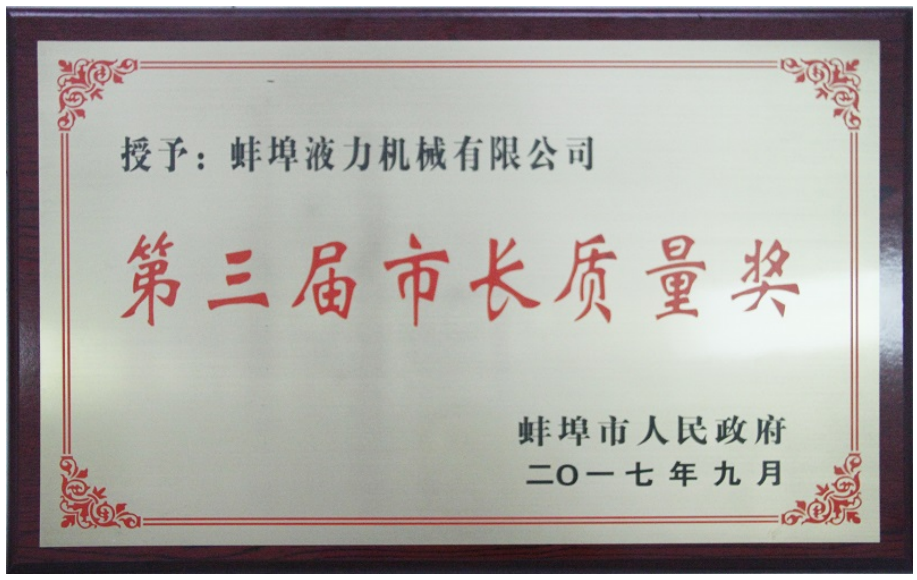 授予：蚌埠液力机械有限公司
第三届市长质量奖
蚌埠市人民政府
二〇一七年九月